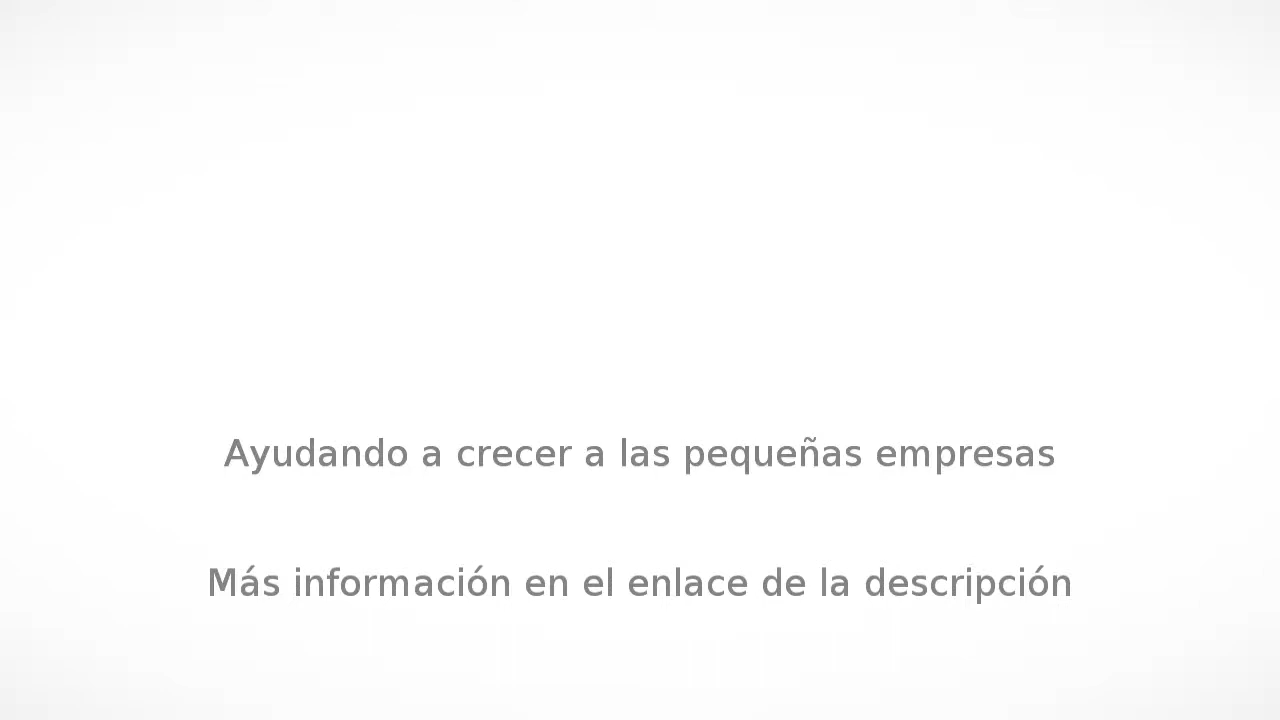 Ayudando a crecer a las pequeñas empresas
Más información en el enlace de la descripción